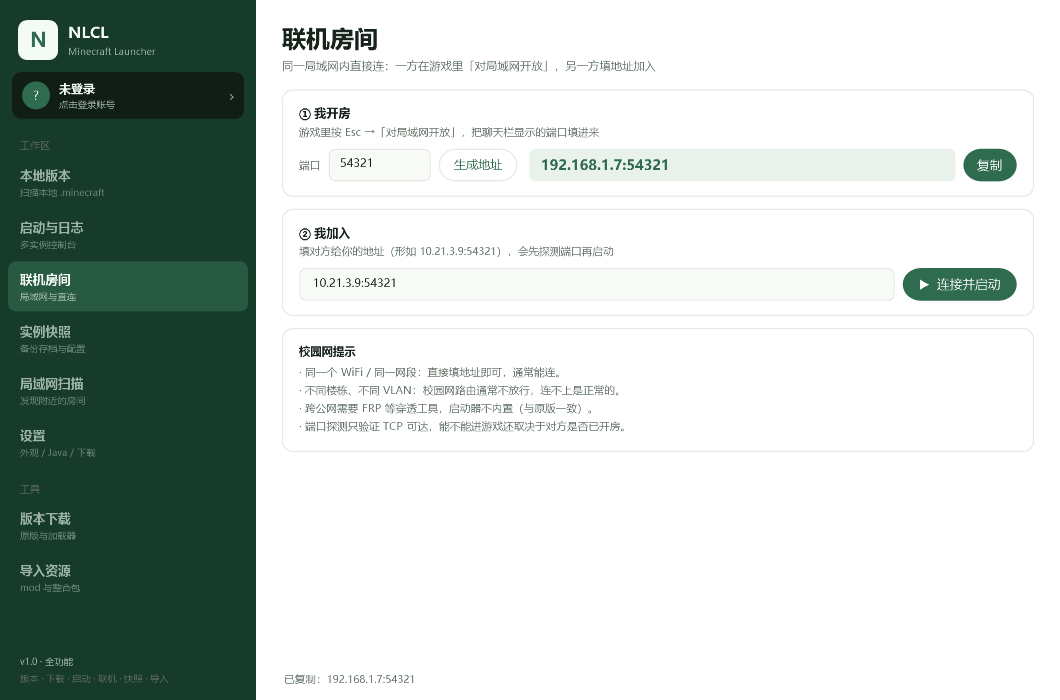 N
NLCL
Minecraft Launcher
?
未登录
点击登录账号
›
工作区
本地版本
扫描本地 .minecraft
启动与日志
多实例控制台
联机房间
局域网与直连
实例快照
备份存档与配置
局域网扫描
发现附近的房间
设置
外观 / Java / 下载
工具
版本下载
原版与加载器
导入资源
mod 与整合包
v1.0 · 全功能
版本 · 下载 · 启动 · 联机 · 快照 · 导入
联机房间
同一局域网内直接连：一方在游戏里「对局域网开放」，另一方填地址加入
① 我开房
游戏里按 Esc →「对局域网开放」，把聊天栏显示的端口填进来
端口 54321 生成地址 192.168.1.7:54321 复制
② 我加入
填对方给你的地址（形如 10.21.3.9:54321），会先探测端口再启动
10.21.3.9:54321 ▶ 连接并启动
校园网提示
· 同一个 WiFi / 同一网段：直接填地址即可，通常能连。
· 不同楼栋、不同 VLAN：校园网路由通常不放行，连不上是正常的。
· 跨公网需要 FRP 等穿透工具，启动器不内置（与原版一致）。
· 端口探测只验证 TCP 可达，能不能进游戏还取决于对方是否已开房。
已复制：192.168.1.7:54321